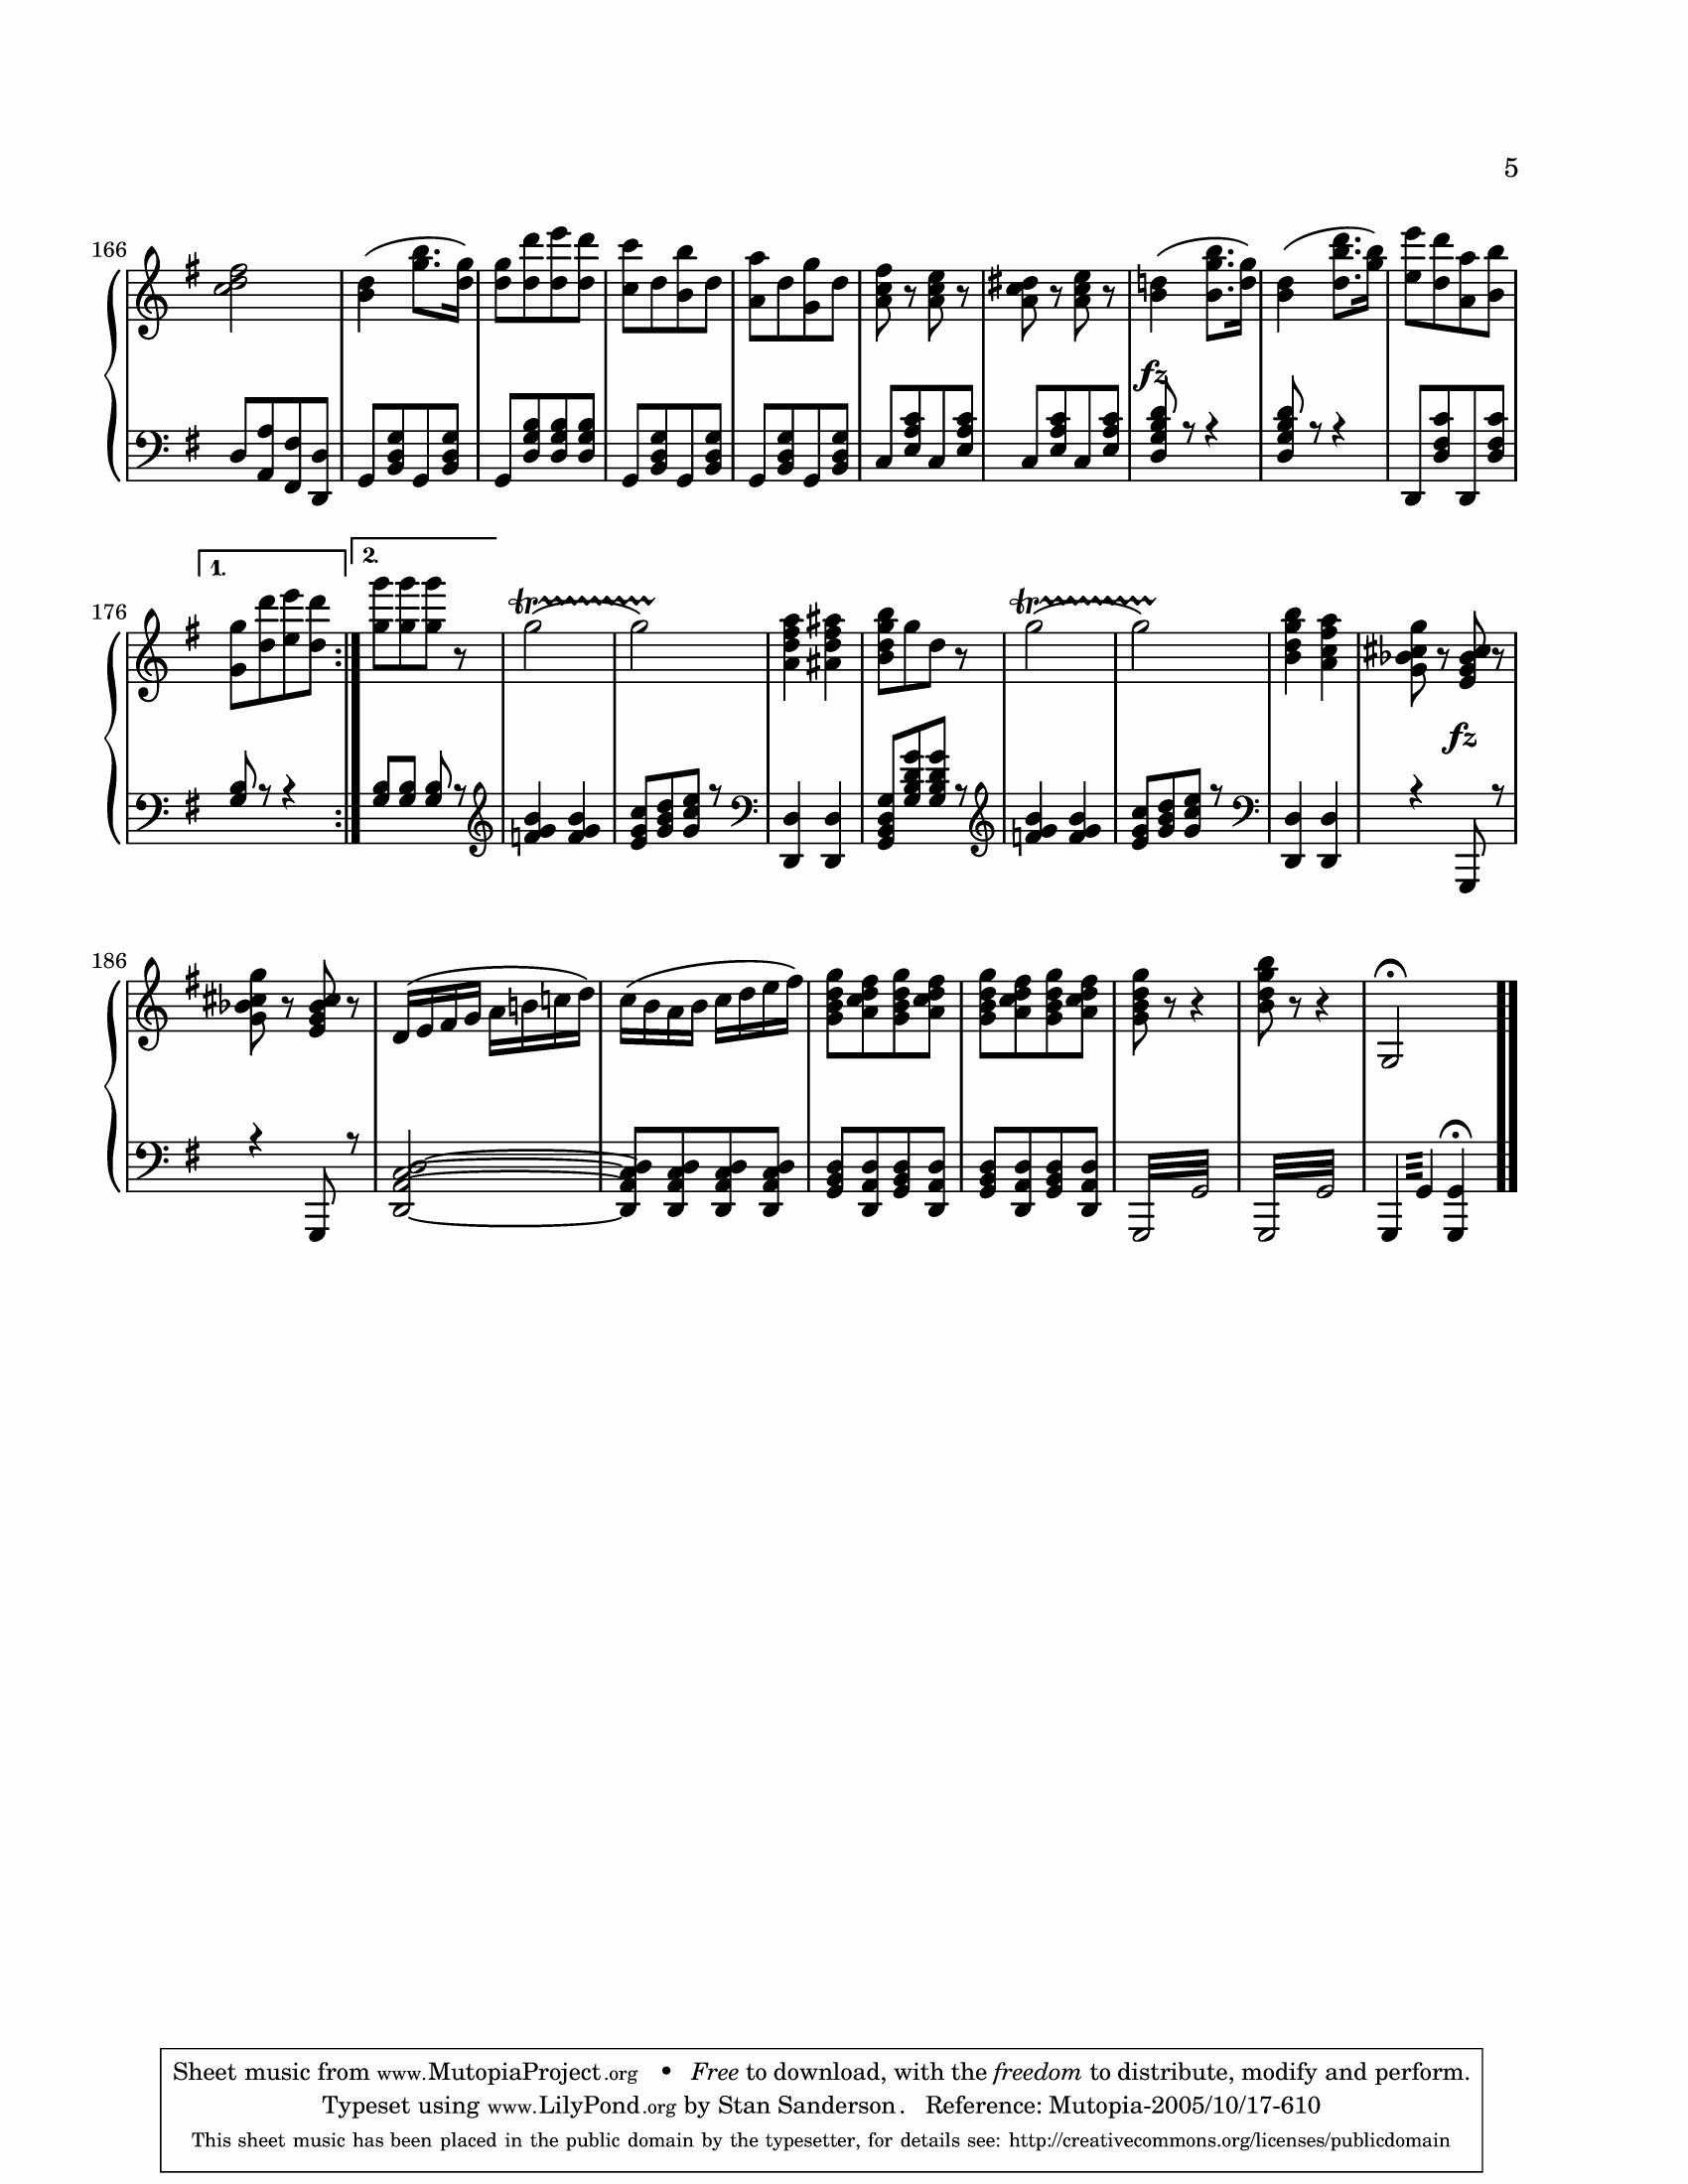 5
166
fz
1.
2.
176
tr
tr
fz
186
Sheet music from www.MutopiaProject.org • Free to download, with the freedom to distribute, modify and perform.
Typeset using www.LilyPond.org by Stan Sanderson. Reference: Mutopia-2005/10/17-610
This sheet music has been placed in the public domain by the typesetter, for details see: http://creativecommons.org/licenses/publicdomain